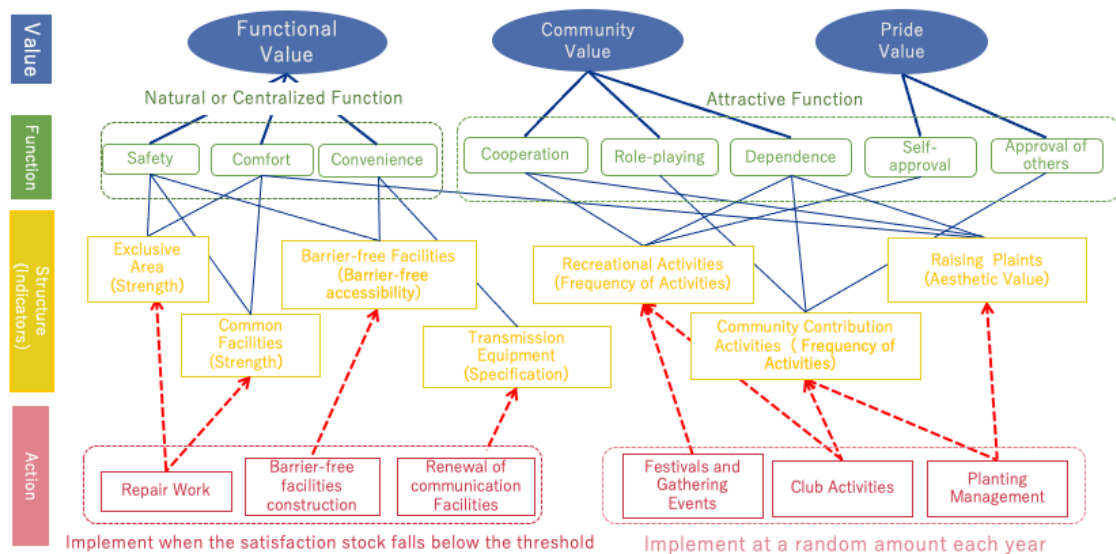 Value
Functional
Value
Community
Value
Pride
Value
Natural or Centralized Function
Attractive Function
Function
Safety
Comfort
Convenience
Cooperation
Role-playing
Dependence
Self-
approval
Approval of
others
Structure
(Indicators)
Exclusive
Area
(Strength)
Barrier-free Facilities
(Barrier-free
accessibility)
Recreational Activities
(Frequency of Activities)
Raising Plaints
(Aesthetic Value)
Common
Facilities
(Strength)
Transmission
Equipment
(Specification)
Community Contribution
Activities ( Frequency of
Activities)
Action
Repair Work
Barrier-free
facilities
construction
Renewal of
communication
Facilities
Festivals and
Gathering
Events
Club Activities
Planting
Management
Implement when the satisfaction stock falls below the threshold
Implement at a random amount each year